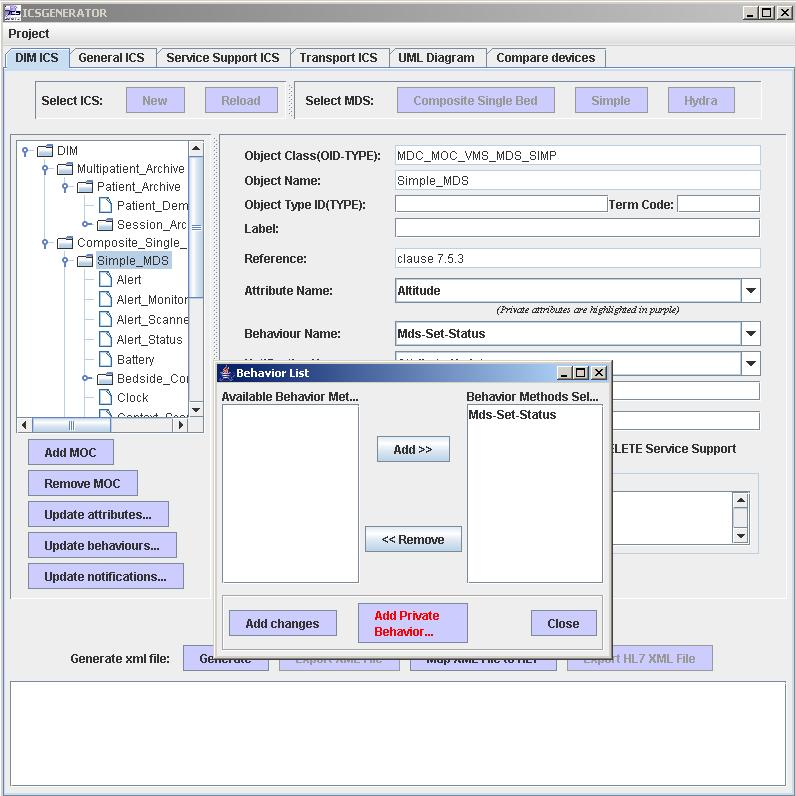 ICSGENERATOR
Project
DIM ICS General ICS Service Support ICS Transport ICS UML Diagram Compare devices
Select ICS: New Reload Select MDS: Composite Single Bed Simple Hydra
DIM
Multipatient_Archive
Patient_Archive
Patient_Dem
Session_Arc
Composite_Single_
Simple_MDS
Alert
Alert_Monitor
Alert_Scanne
Alert_Status
Battery
Bedside_Co
Clock
Object Class(OID-TYPE): MDC_MOC_VMS_MDS_SIMP
Object Name: Simple_MDS
Object Type ID(TYPE): Term Code:
Label:
Reference: clause 7.5.3
Attribute Name: Altitude
(Private attributes are highlighted in purple)
Behaviour Name: Mds-Set-Status
Behavior List
Available Behavior Met... Behavior Methods Sel...
Mds-Set-Status
Add >>
<< Remove
Add changes Add Private Behavior... Close
ELETE Service Support
Add MOC
Remove MOC
Update attributes...
Update behaviours...
Update notifications...
Generate xml file: Generate Export XML File Map XML File to HL7 Export HL7 XML File